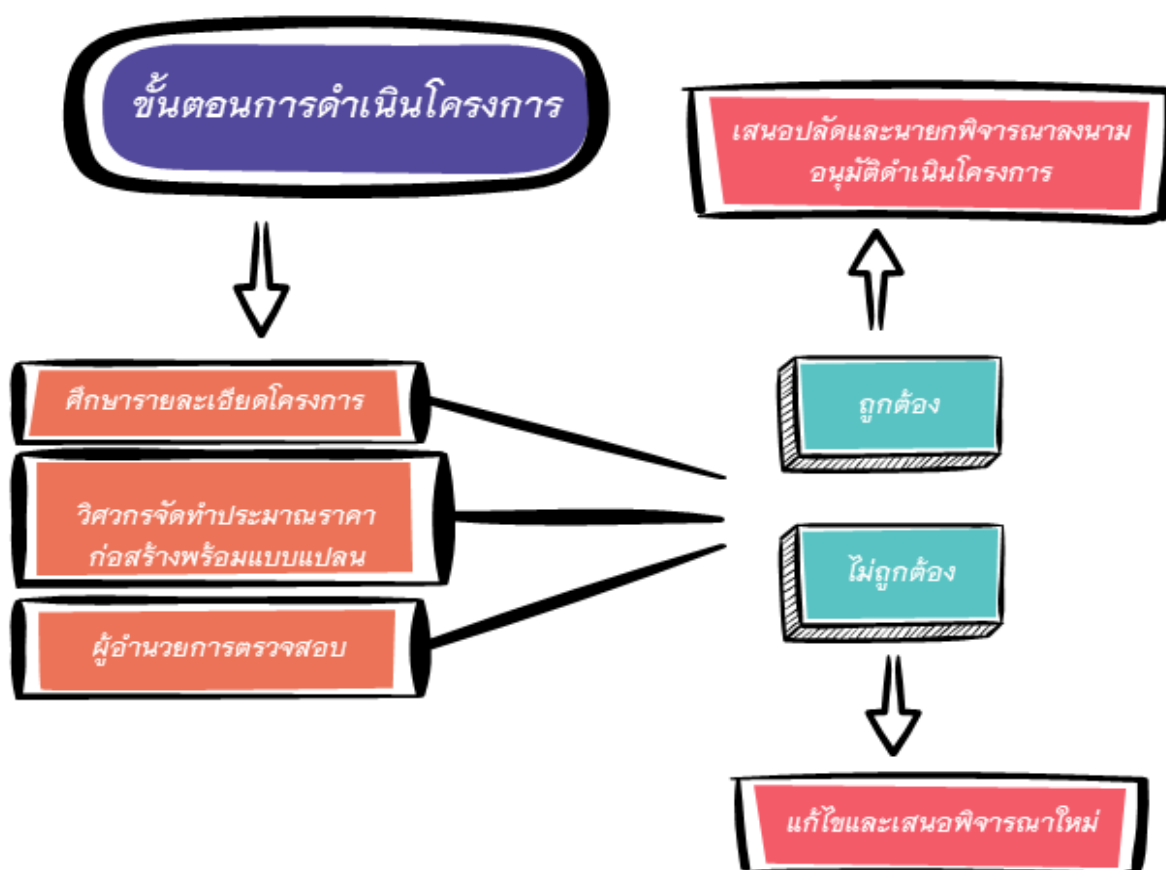 ขั้นตอนการดำเนินโครงการ
ศึกษารายละเอียดโครงการ
วิศวกรจัดทำประมาณราคา
ก่อสร้างพร้อมแบบแปลน
ผู้อำนวยการตรวจสอบ
ถูกต้อง
เสนอปลัดและนายกพิจารณาลงนาม
อนุมัติดำเนินโครงการ
ไม่ถูกต้อง
แก้ไขและเสนอพิจารณาใหม่